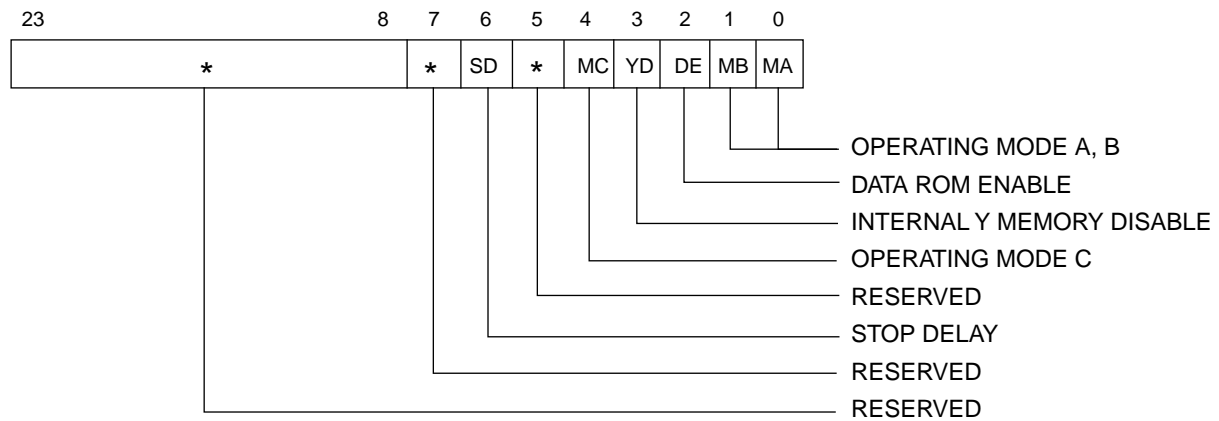 23 8 7 6 5 4 3 2 1 0
* * SD * MC YD DE MB MA
OPERATING MODE A, B
DATA ROM ENABLE
INTERNAL Y MEMORY DISABLE
OPERATING MODE C
RESERVED
STOP DELAY
RESERVED
RESERVED